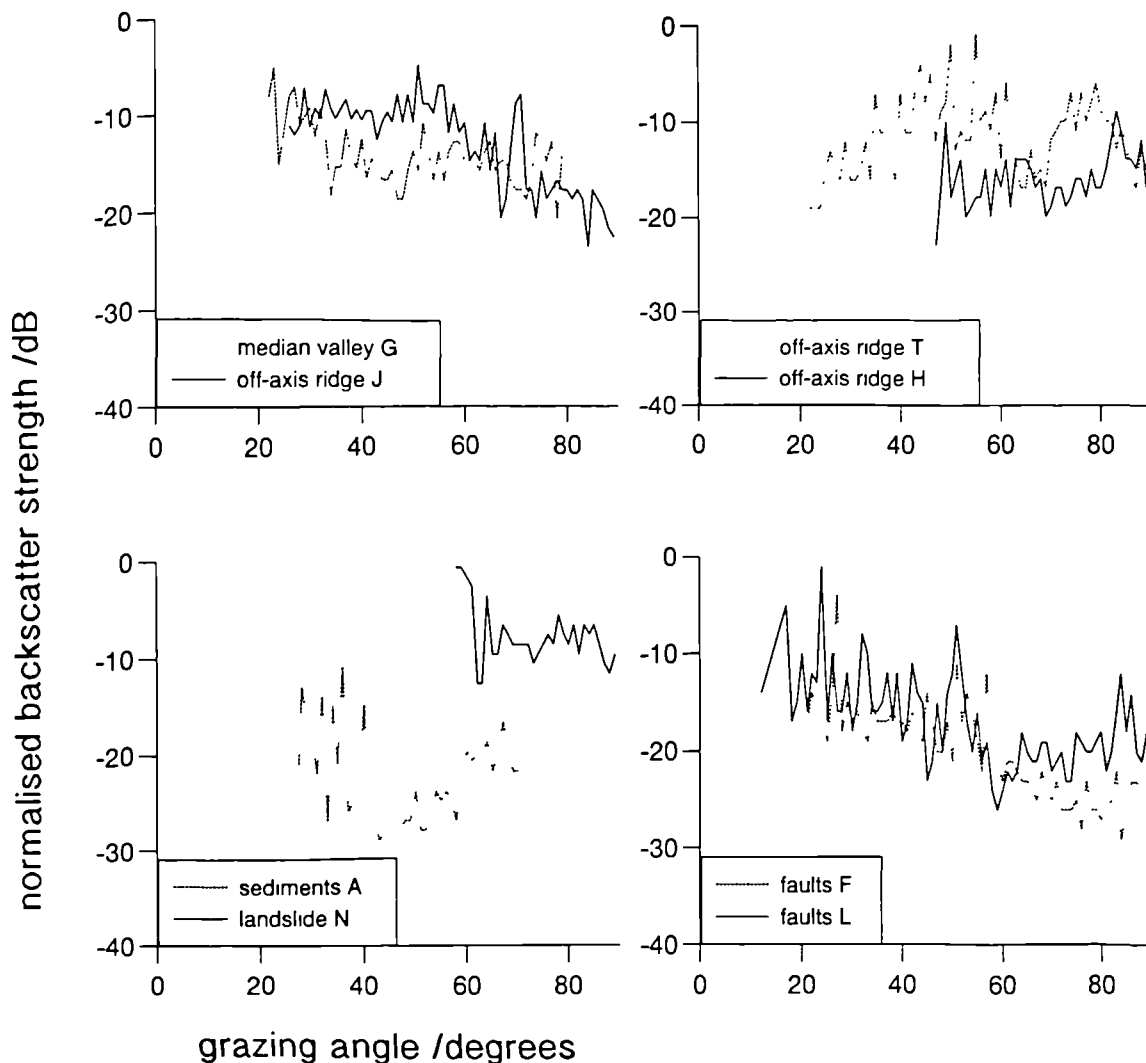 normalised backscatter strength /dB
0
-10
-20
-30
-40
median valley G
off-axis ridge J
0 20 40 60 80
0
-10
-20
-30
-40
off-axis ridge T
off-axis ridge H
0 20 40 60 80
0
-10
-20
-30
-40
sediments A
landslide N
0 20 40 60 80
0
-10
-20
-30
-40
faults F
faults L
0 20 40 60 80
grazing angle /degrees